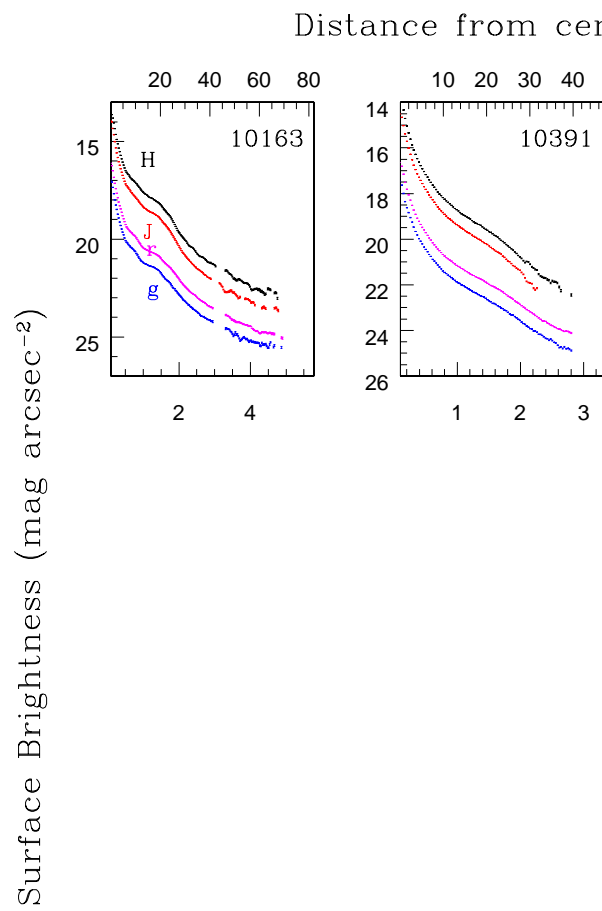 Distance from cen
20 40 60 80
10 20 30 40
15
20
25
10163
H
J
r
g
2 4
14
16
18
20
22
24
26
10391
1 2 3
Surface Brightness (mag arcsec⁻²)